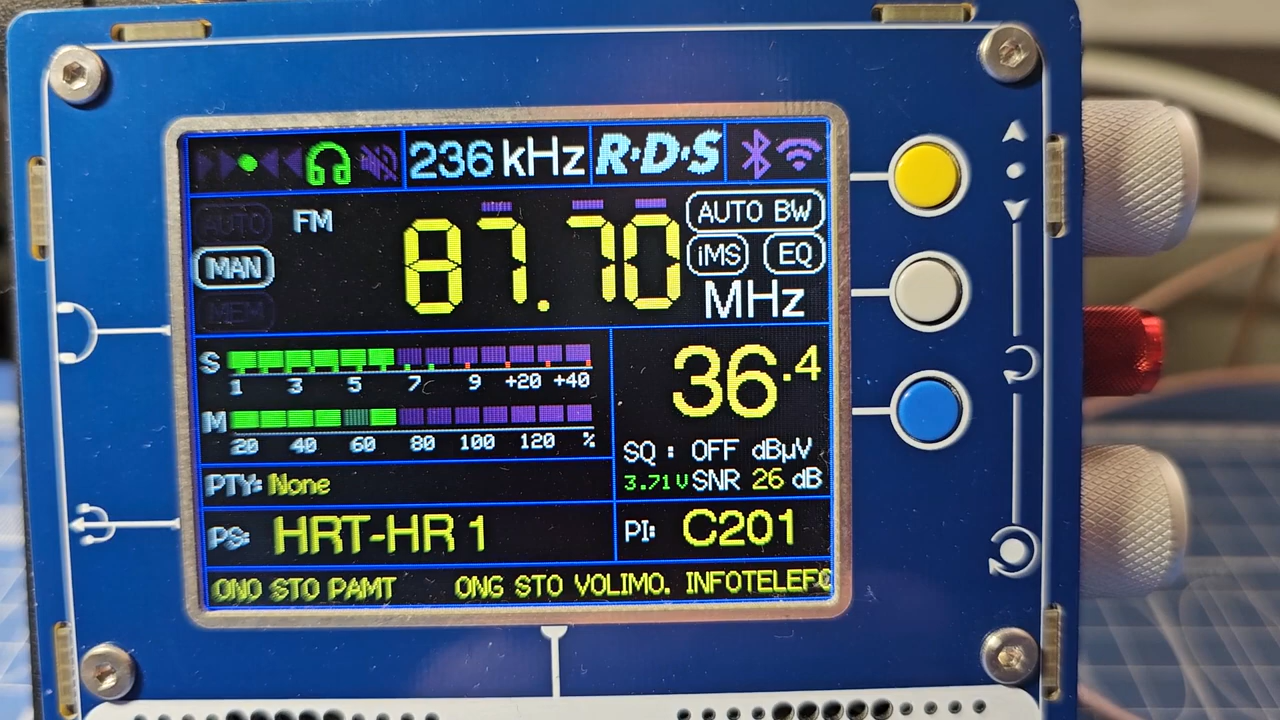 236 kHz R·D·S
AUTO FM 87.70 AUTO BW
MAN iMS EQ
MEM MHz
S 1 3 5 7 9 +20 +40
36.4
M 20 40 60 80 100 120 %
SQ : OFF dBµV
3.71V SNR 26 dB
PTY: None
PS: HRT-HR 1
PI: C201
ONO STO PAMT ONG STO VOLIMO. INFOTELEFO